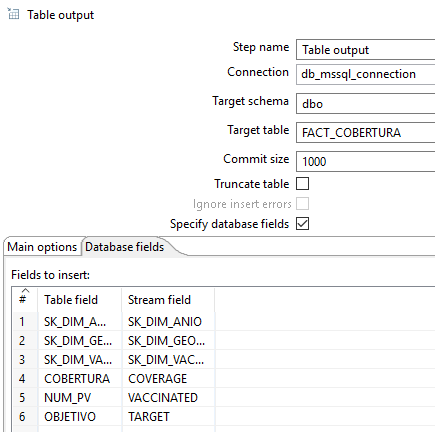 Table output
Step name Table output
Connection db_mssql_connection
Target schema dbo
Target table FACT_COBERTURA
Commit size 1000
Truncate table
Ignore insert errors
Specify database fields
Main options Database fields
Fields to insert:
# Table field Stream field
1 SK_DIM_A... SK_DIM_ANIO
2 SK_DIM_GE... SK_DIM_GEO...
3 SK_DIM_VA... SK_DIM_VAC...
4 COBERTURA COVERAGE
5 NUM_PV VACCINATED
6 OBJETIVO TARGET